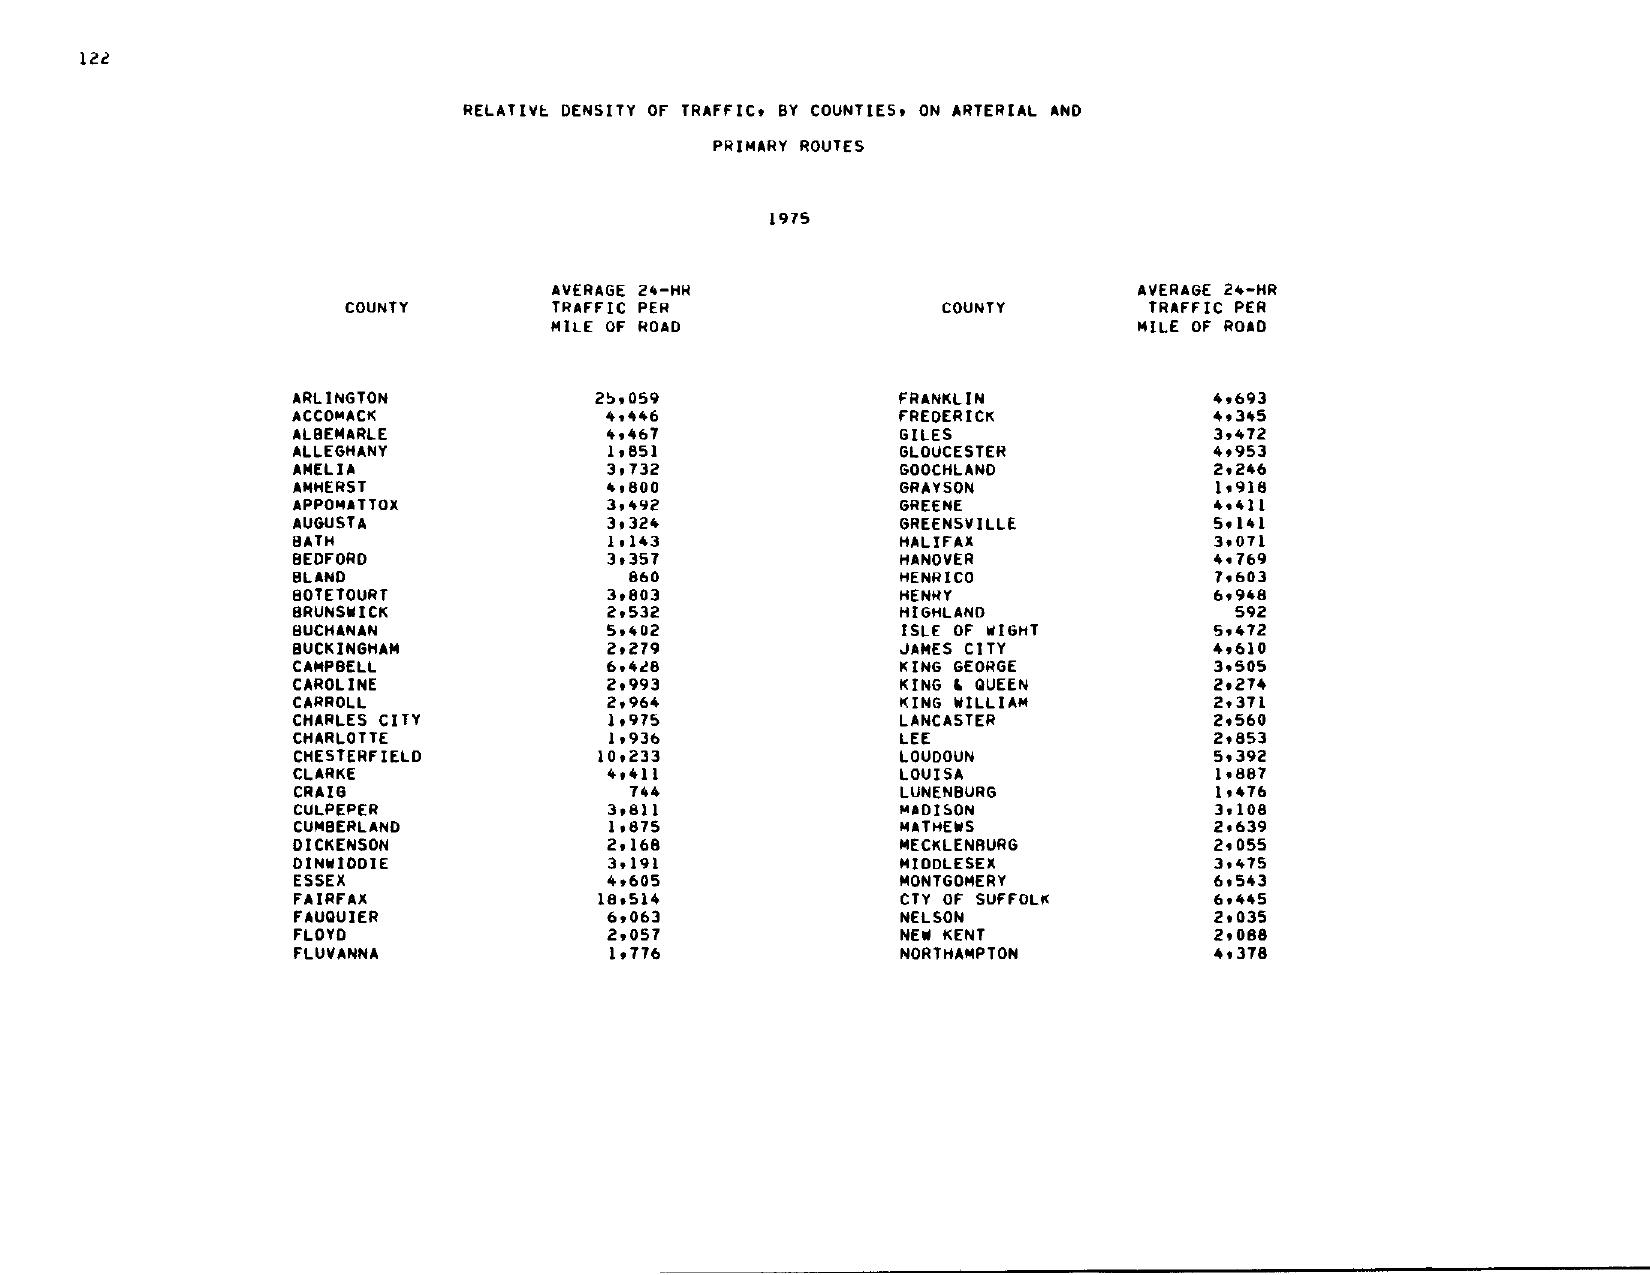 122
RELATIVE DENSITY OF TRAFFIC, BY COUNTIES, ON ARTERIAL AND
PRIMARY ROUTES
1975
AVERAGE 24-HR AVERAGE 24-HR
COUNTY TRAFFIC PER COUNTY TRAFFIC PER
MILE OF ROAD MILE OF ROAD
ARLINGTON 25,059 FRANKLIN 4,693
ACCOMACK 4,446 FREDERICK 4,345
ALBEMARLE 4,467 GILES 3,472
ALLEGHANY 1,851 GLOUCESTER 4,953
AMELIA 3,732 GOOCHLAND 2,246
AMHERST 4,800 GRAYSON 1,918
APPOMATTOX 3,492 GREENE 4,411
AUGUSTA 3,324 GREENSVILLE 5,141
BATH 1,143 HALIFAX 3,071
BEDFORD 3,357 HANOVER 4,769
BLAND 860 HENRICO 7,603
BOTETOURT 3,803 HENRY 6,948
BRUNSWICK 2,532 HIGHLAND 592
BUCHANAN 5,402 ISLE OF WIGHT 5,472
BUCKINGHAM 2,279 JAMES CITY 4,610
CAMPBELL 6,428 KING GEORGE 3,505
CAROLINE 2,993 KING & QUEEN 2,274
CARROLL 2,964 KING WILLIAM 2,371
CHARLES CITY 1,975 LANCASTER 2,560
CHARLOTTE 1,936 LEE 2,853
CHESTERFIELD 10,233 LOUDOUN 5,392
CLARKE 4,411 LOUISA 1,887
CRAIG 744 LUNENBURG 1,476
CULPEPER 3,811 MADISON 3,108
CUMBERLAND 1,875 MATHEWS 2,639
DICKENSON 2,168 MECKLENBURG 2,055
DINWIDDIE 3,191 MIDDLESEX 3,475
ESSEX 4,605 MONTGOMERY 6,543
FAIRFAX 18,514 CTY OF SUFFOLK 6,445
FAUQUIER 6,063 NELSON 2,035
FLOYD 2,057 NEW KENT 2,088
FLUVANNA 1,776 NORTHAMPTON 4,378